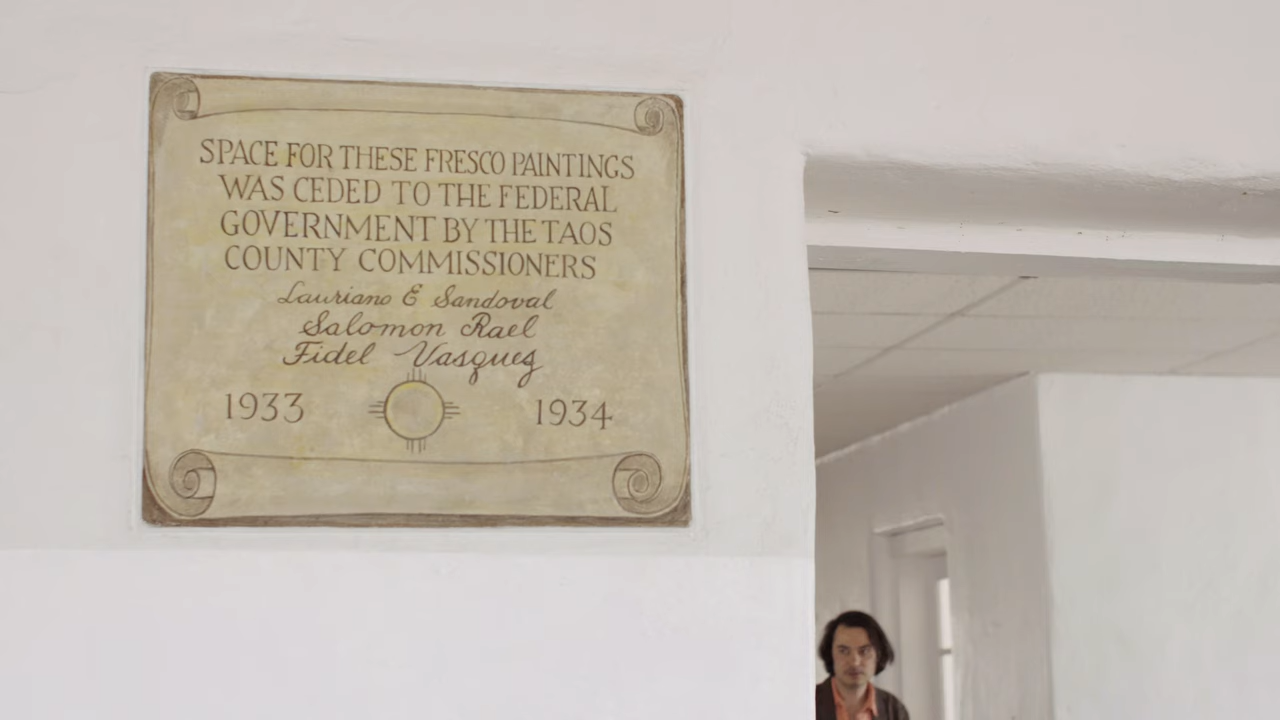 SPACE FOR THESE FRESCO PAINTINGS
WAS CEDED TO THE FEDERAL
GOVERNMENT BY THE TAOS
COUNTY COMMISSIONERS
Lauriano E Sandoval
Salomon Rael
Fidel Vasquez
1933 1934